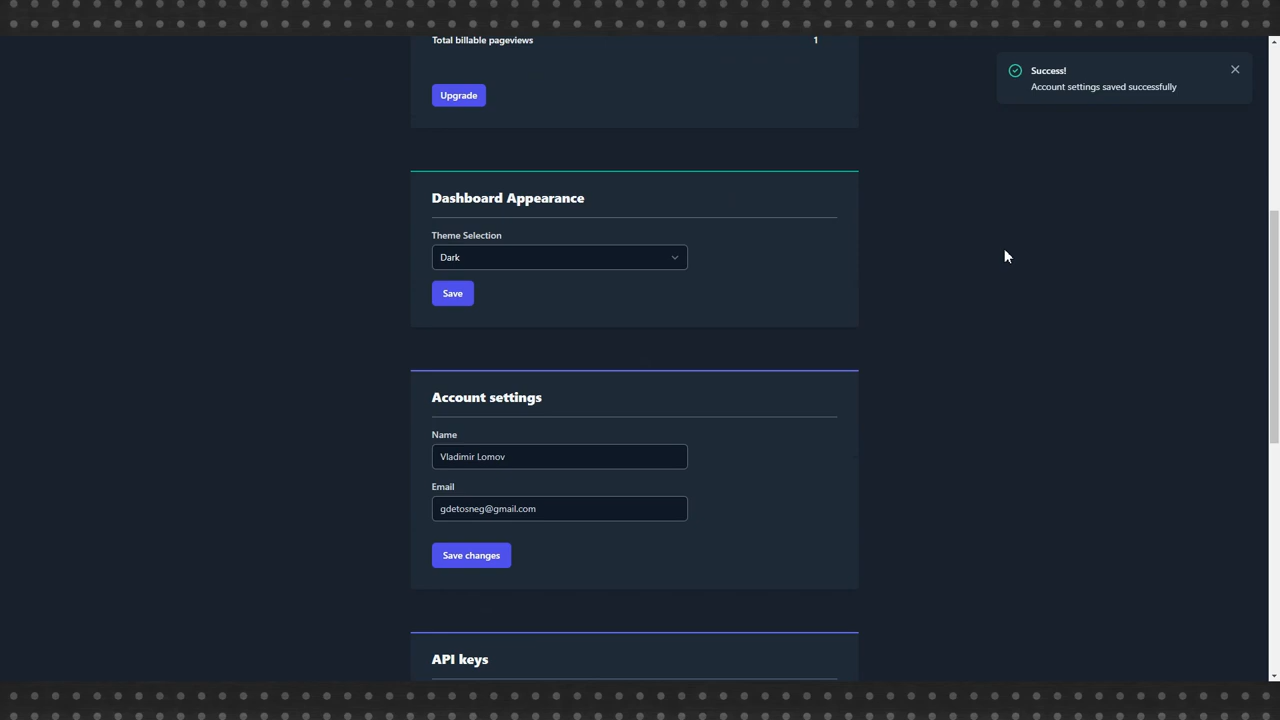 Total billable pageviews 1
Upgrade
Success!
Account settings saved successfully
Dashboard Appearance
Theme Selection
Dark
Save
Account settings
Name
Vladimir Lomov
Email
gdetosneg@gmail.com
Save changes
API keys